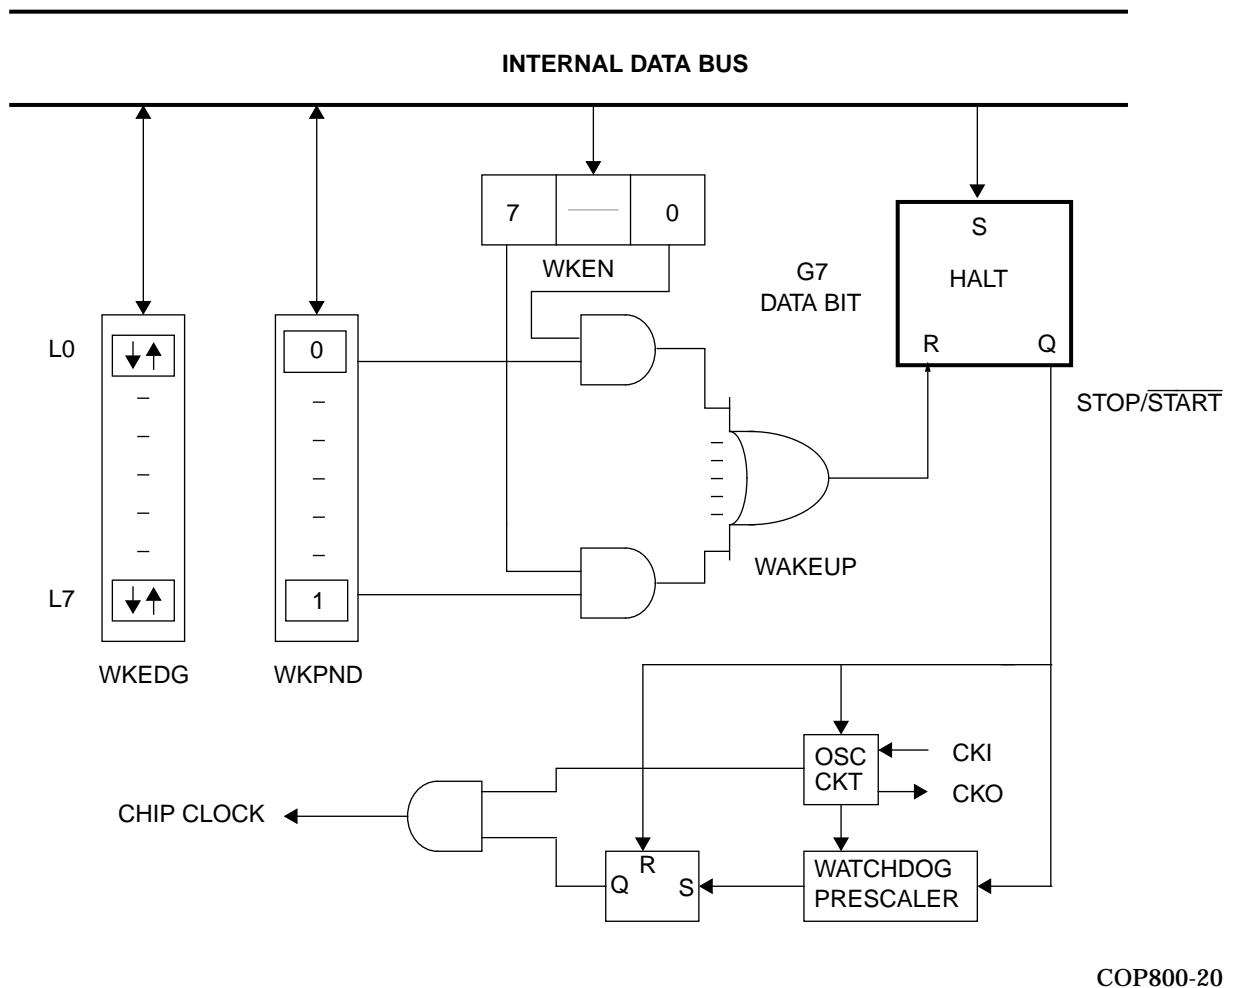 INTERNAL DATA BUS
7 0
WKEN
S
HALT
R Q
G7
DATA BIT
STOP/START
L0
L7
WKEDG
0
1
WKPND
WAKEUP
OSC
CKT
CKI
CKO
CHIP CLOCK
R
Q S
WATCHDOG
PRESCALER
COP800-20